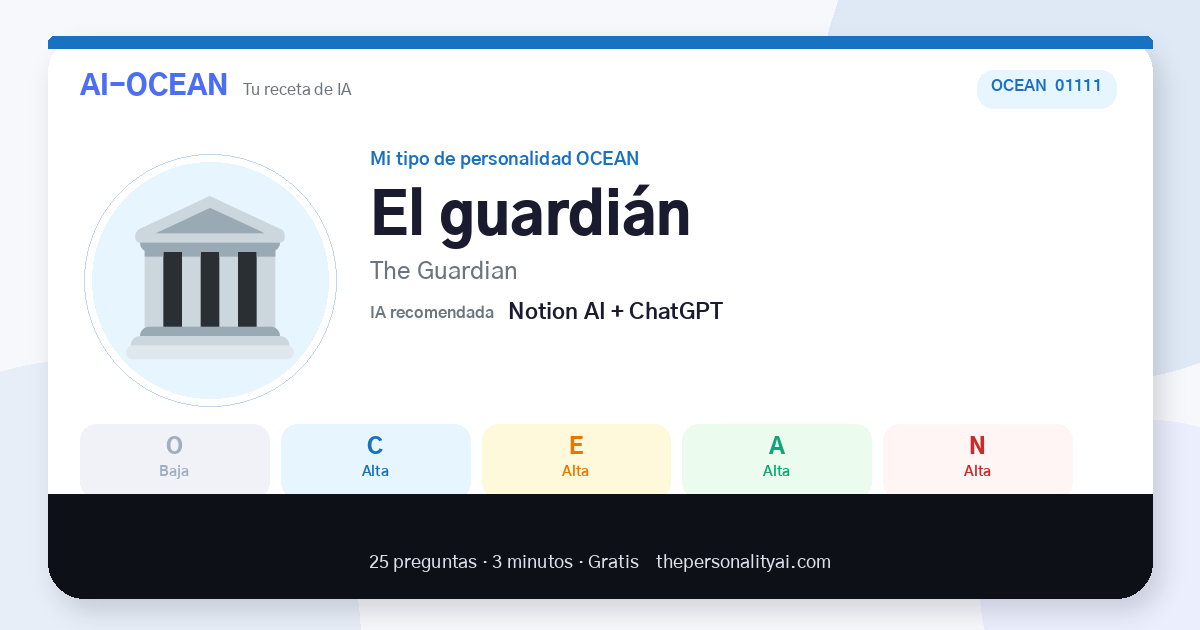 AI-OCEAN Tu receta de IA
OCEAN 01111
Mi tipo de personalidad OCEAN
El guardián
The Guardian
IA recomendada Notion AI + ChatGPT
O
Baja
C
Alta
E
Alta
A
Alta
N
Alta
25 preguntas · 3 minutos · Gratis thepersonalityai.com